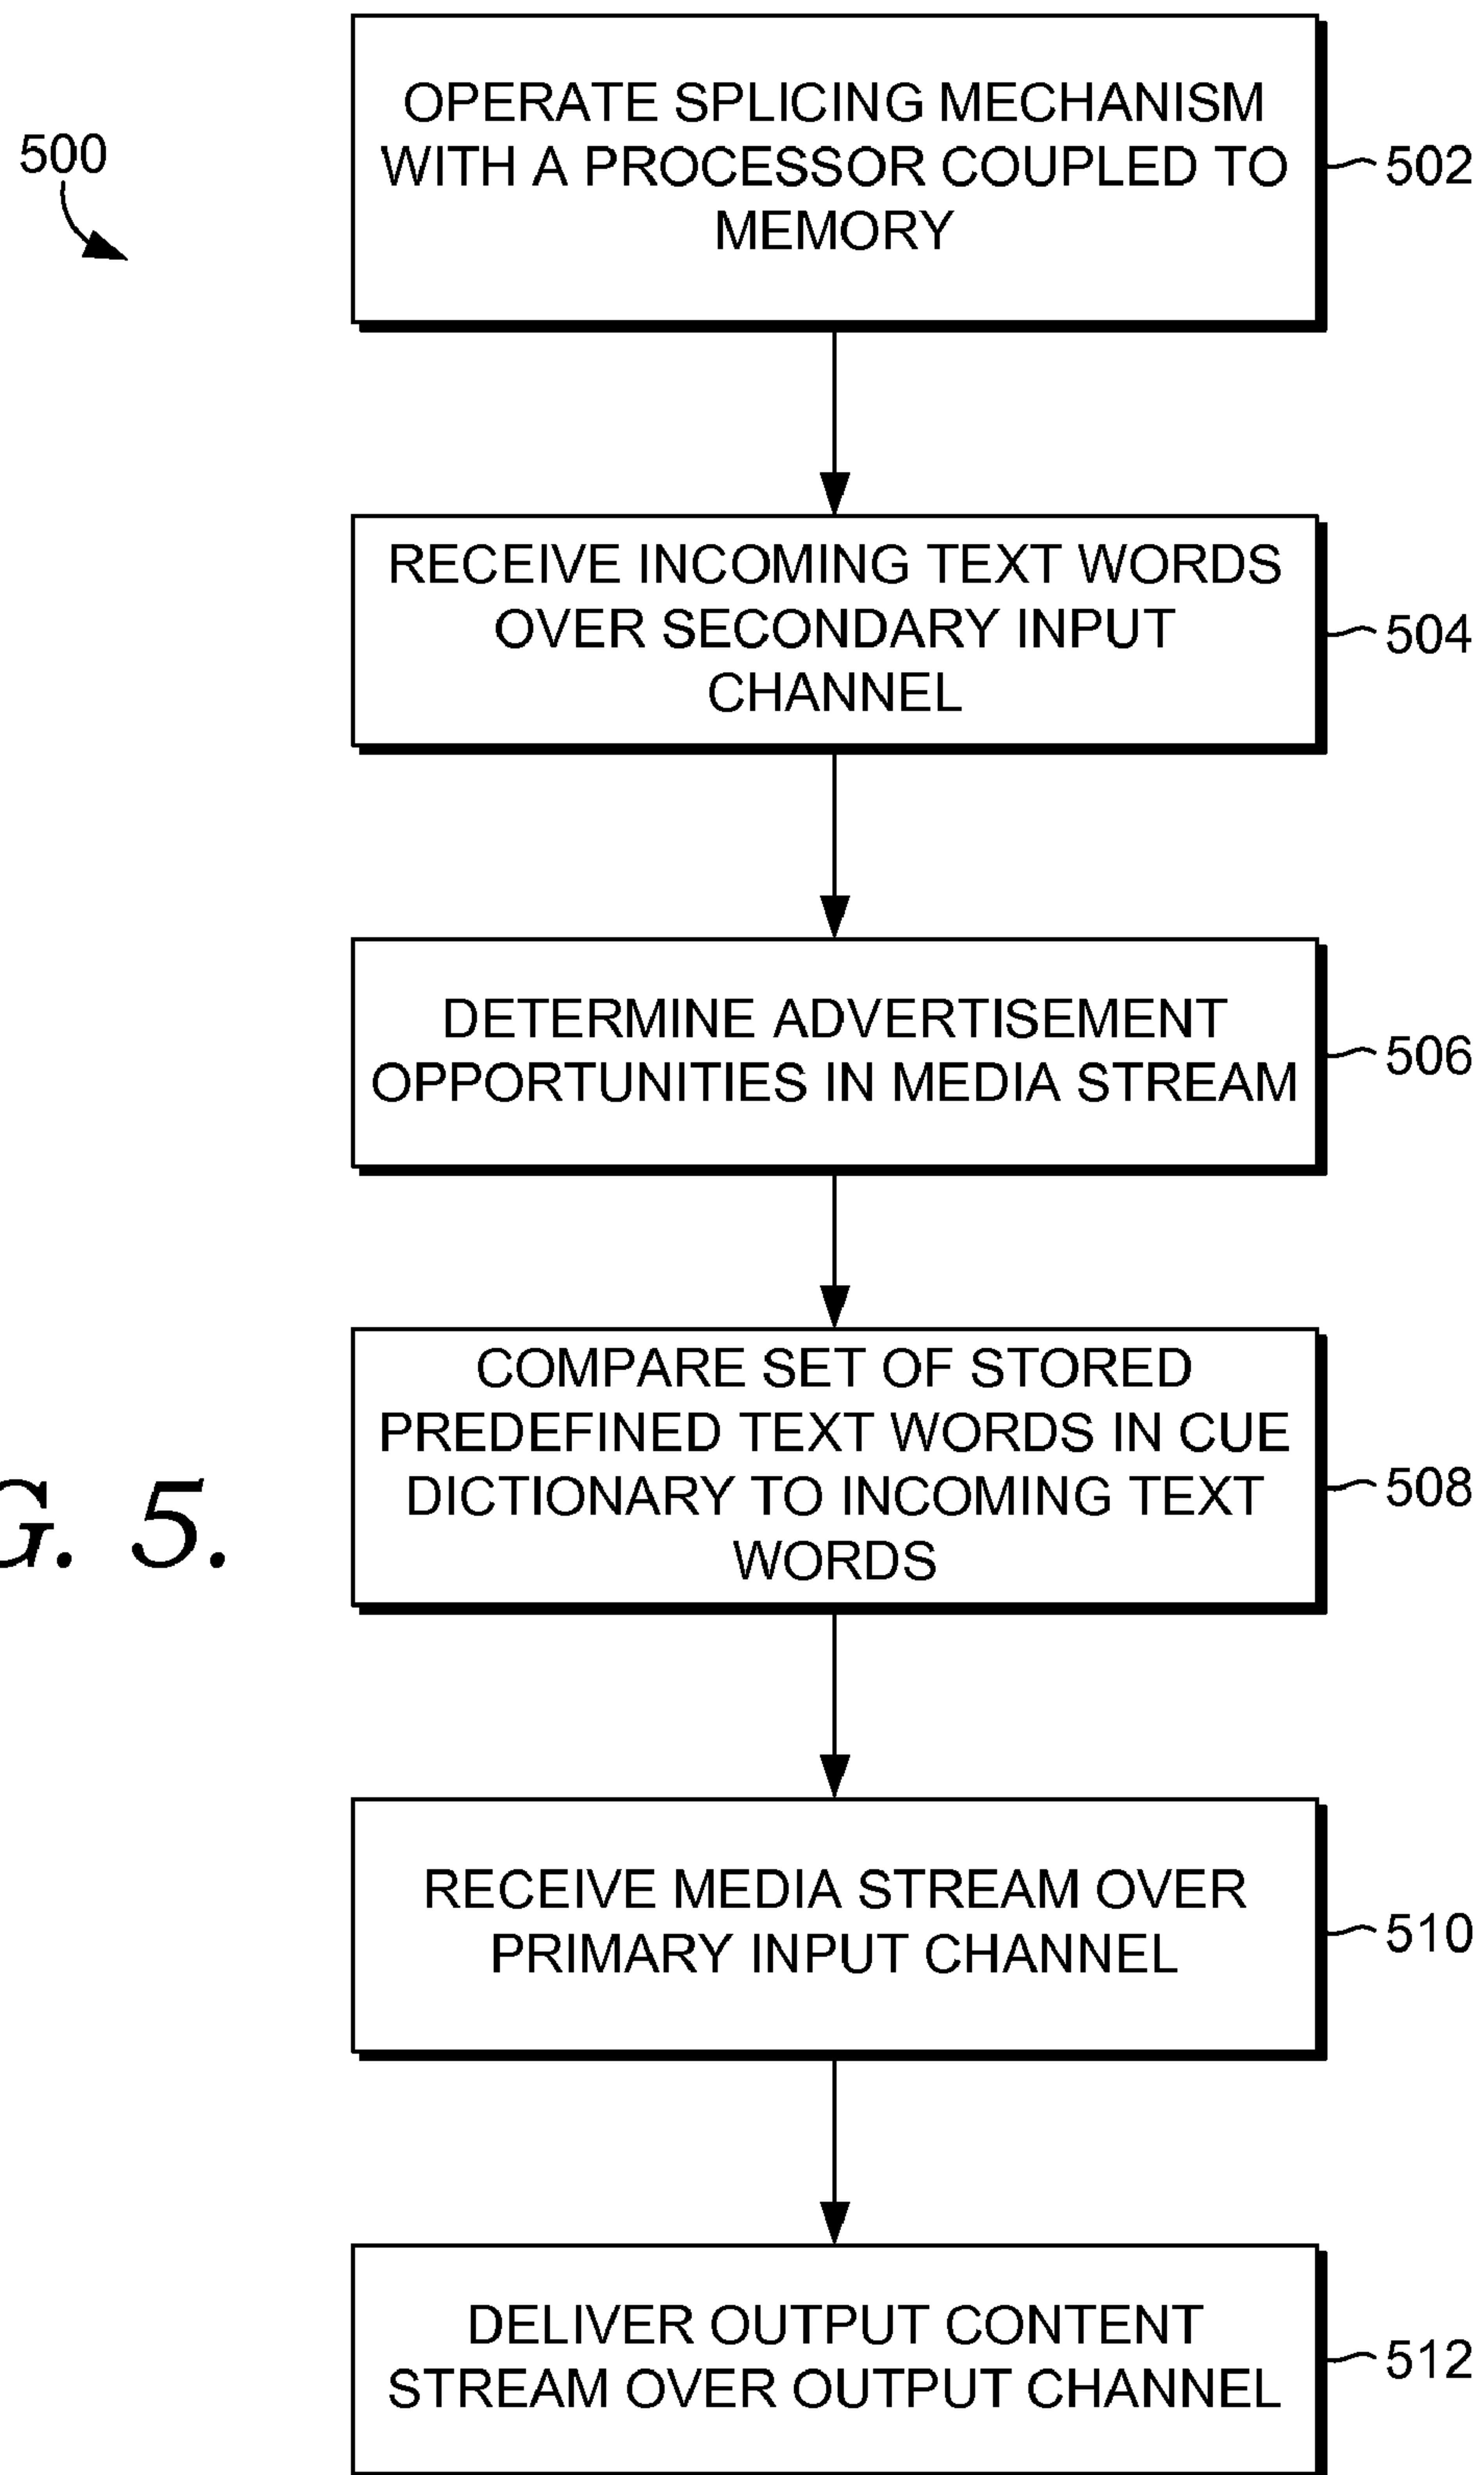 500
OPERATE SPLICING MECHANISM
WITH A PROCESSOR COUPLED TO
MEMORY
502
RECEIVE INCOMING TEXT WORDS
OVER SECONDARY INPUT
CHANNEL
504
DETERMINE ADVERTISEMENT
OPPORTUNITIES IN MEDIA STREAM
506
COMPARE SET OF STORED
PREDEFINED TEXT WORDS IN CUE
DICTIONARY TO INCOMING TEXT
WORDS
508
G. 5.
RECEIVE MEDIA STREAM OVER
PRIMARY INPUT CHANNEL
510
DELIVER OUTPUT CONTENT
STREAM OVER OUTPUT CHANNEL
512